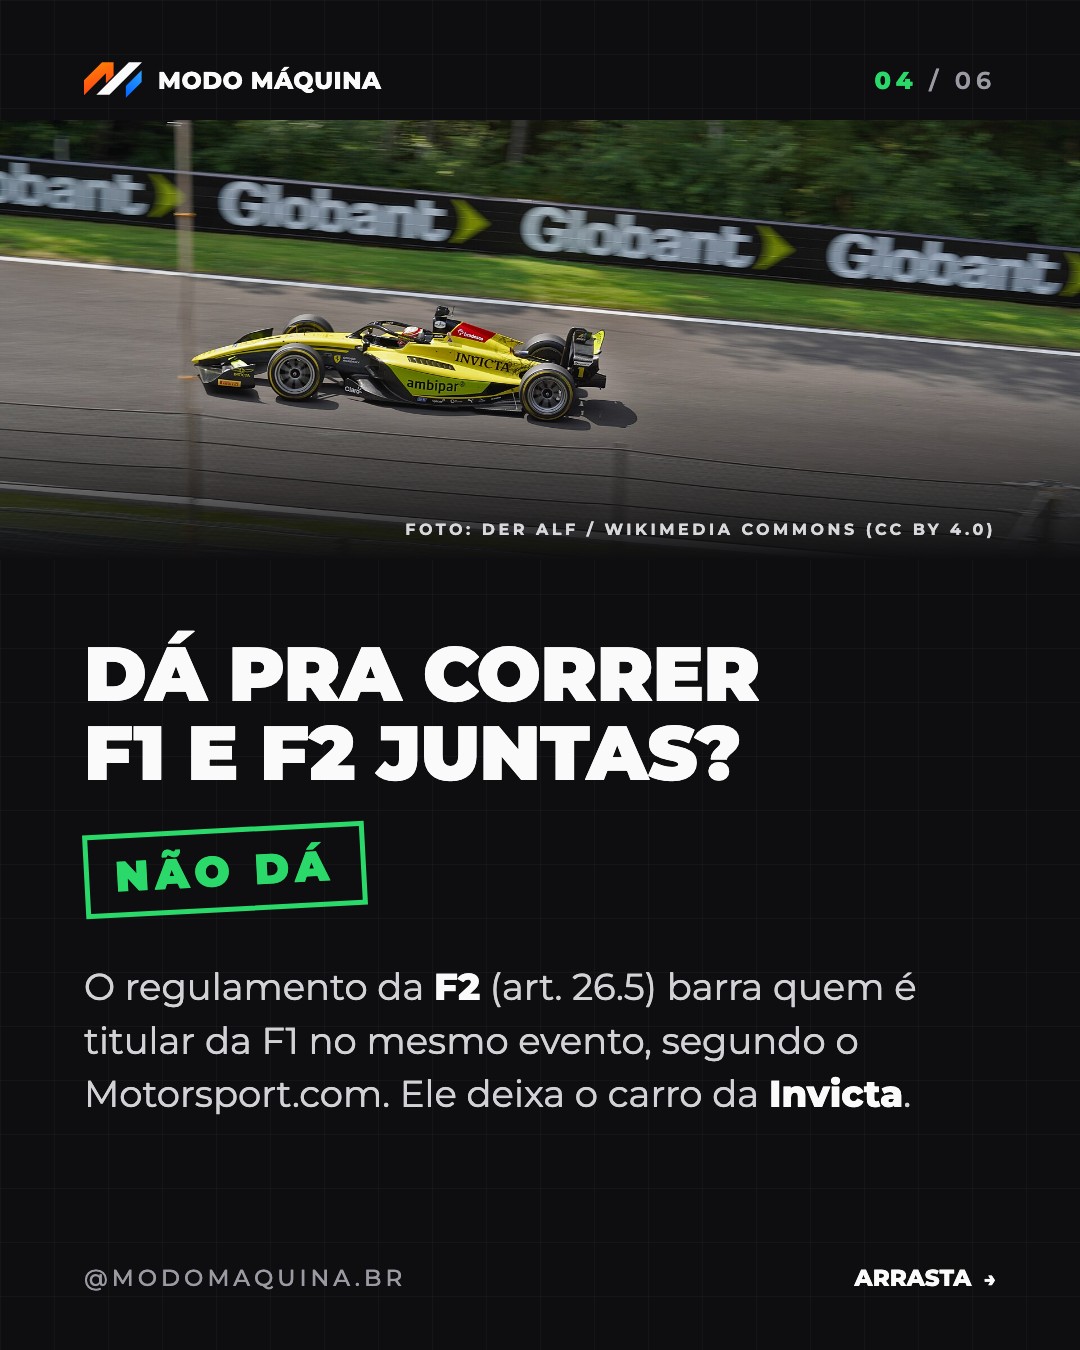 MODO MÁQUINA
04 / 06
obant
Globant
Globant
Globant
INVICTA
ambipar
FOTO: DER ALF / WIKIMEDIA COMMONS (CC BY 4.0)
DÁ PRA CORRER
F1 E F2 JUNTAS?
NÃO DÁ
O regulamento da F2 (art. 26.5) barra quem é
titular da F1 no mesmo evento, segundo o
Motorsport.com. Ele deixa o carro da Invicta.
@MODOMAQUINA.BR
ARRASTA →